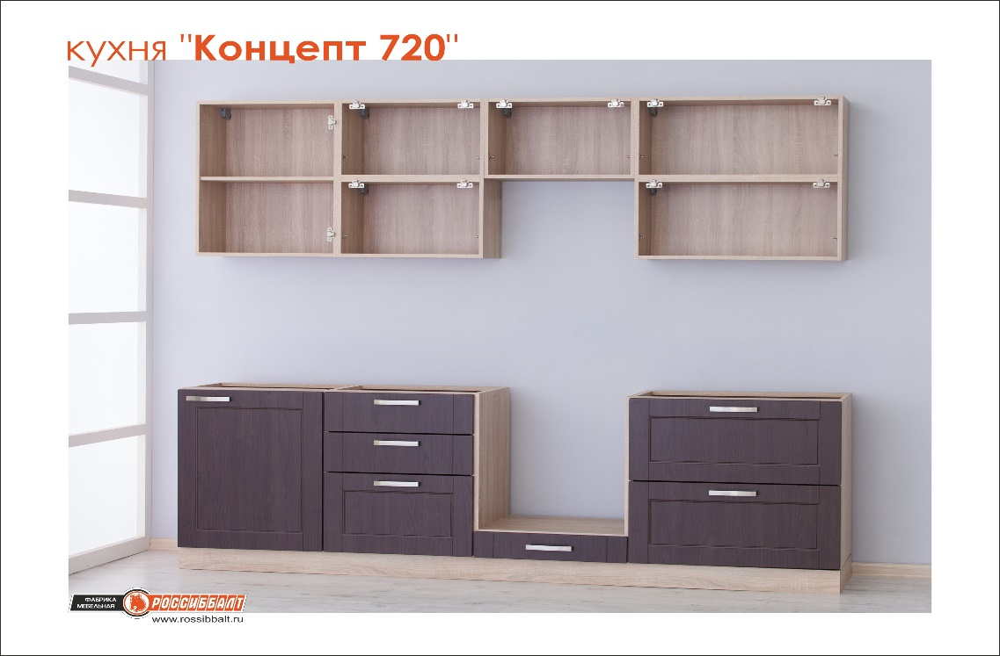 кухня "Концепт 720"
ФАБРИКА
МЕБЕЛЬНАЯ
РОССИББАЛТ
www.rossibbalt.ru